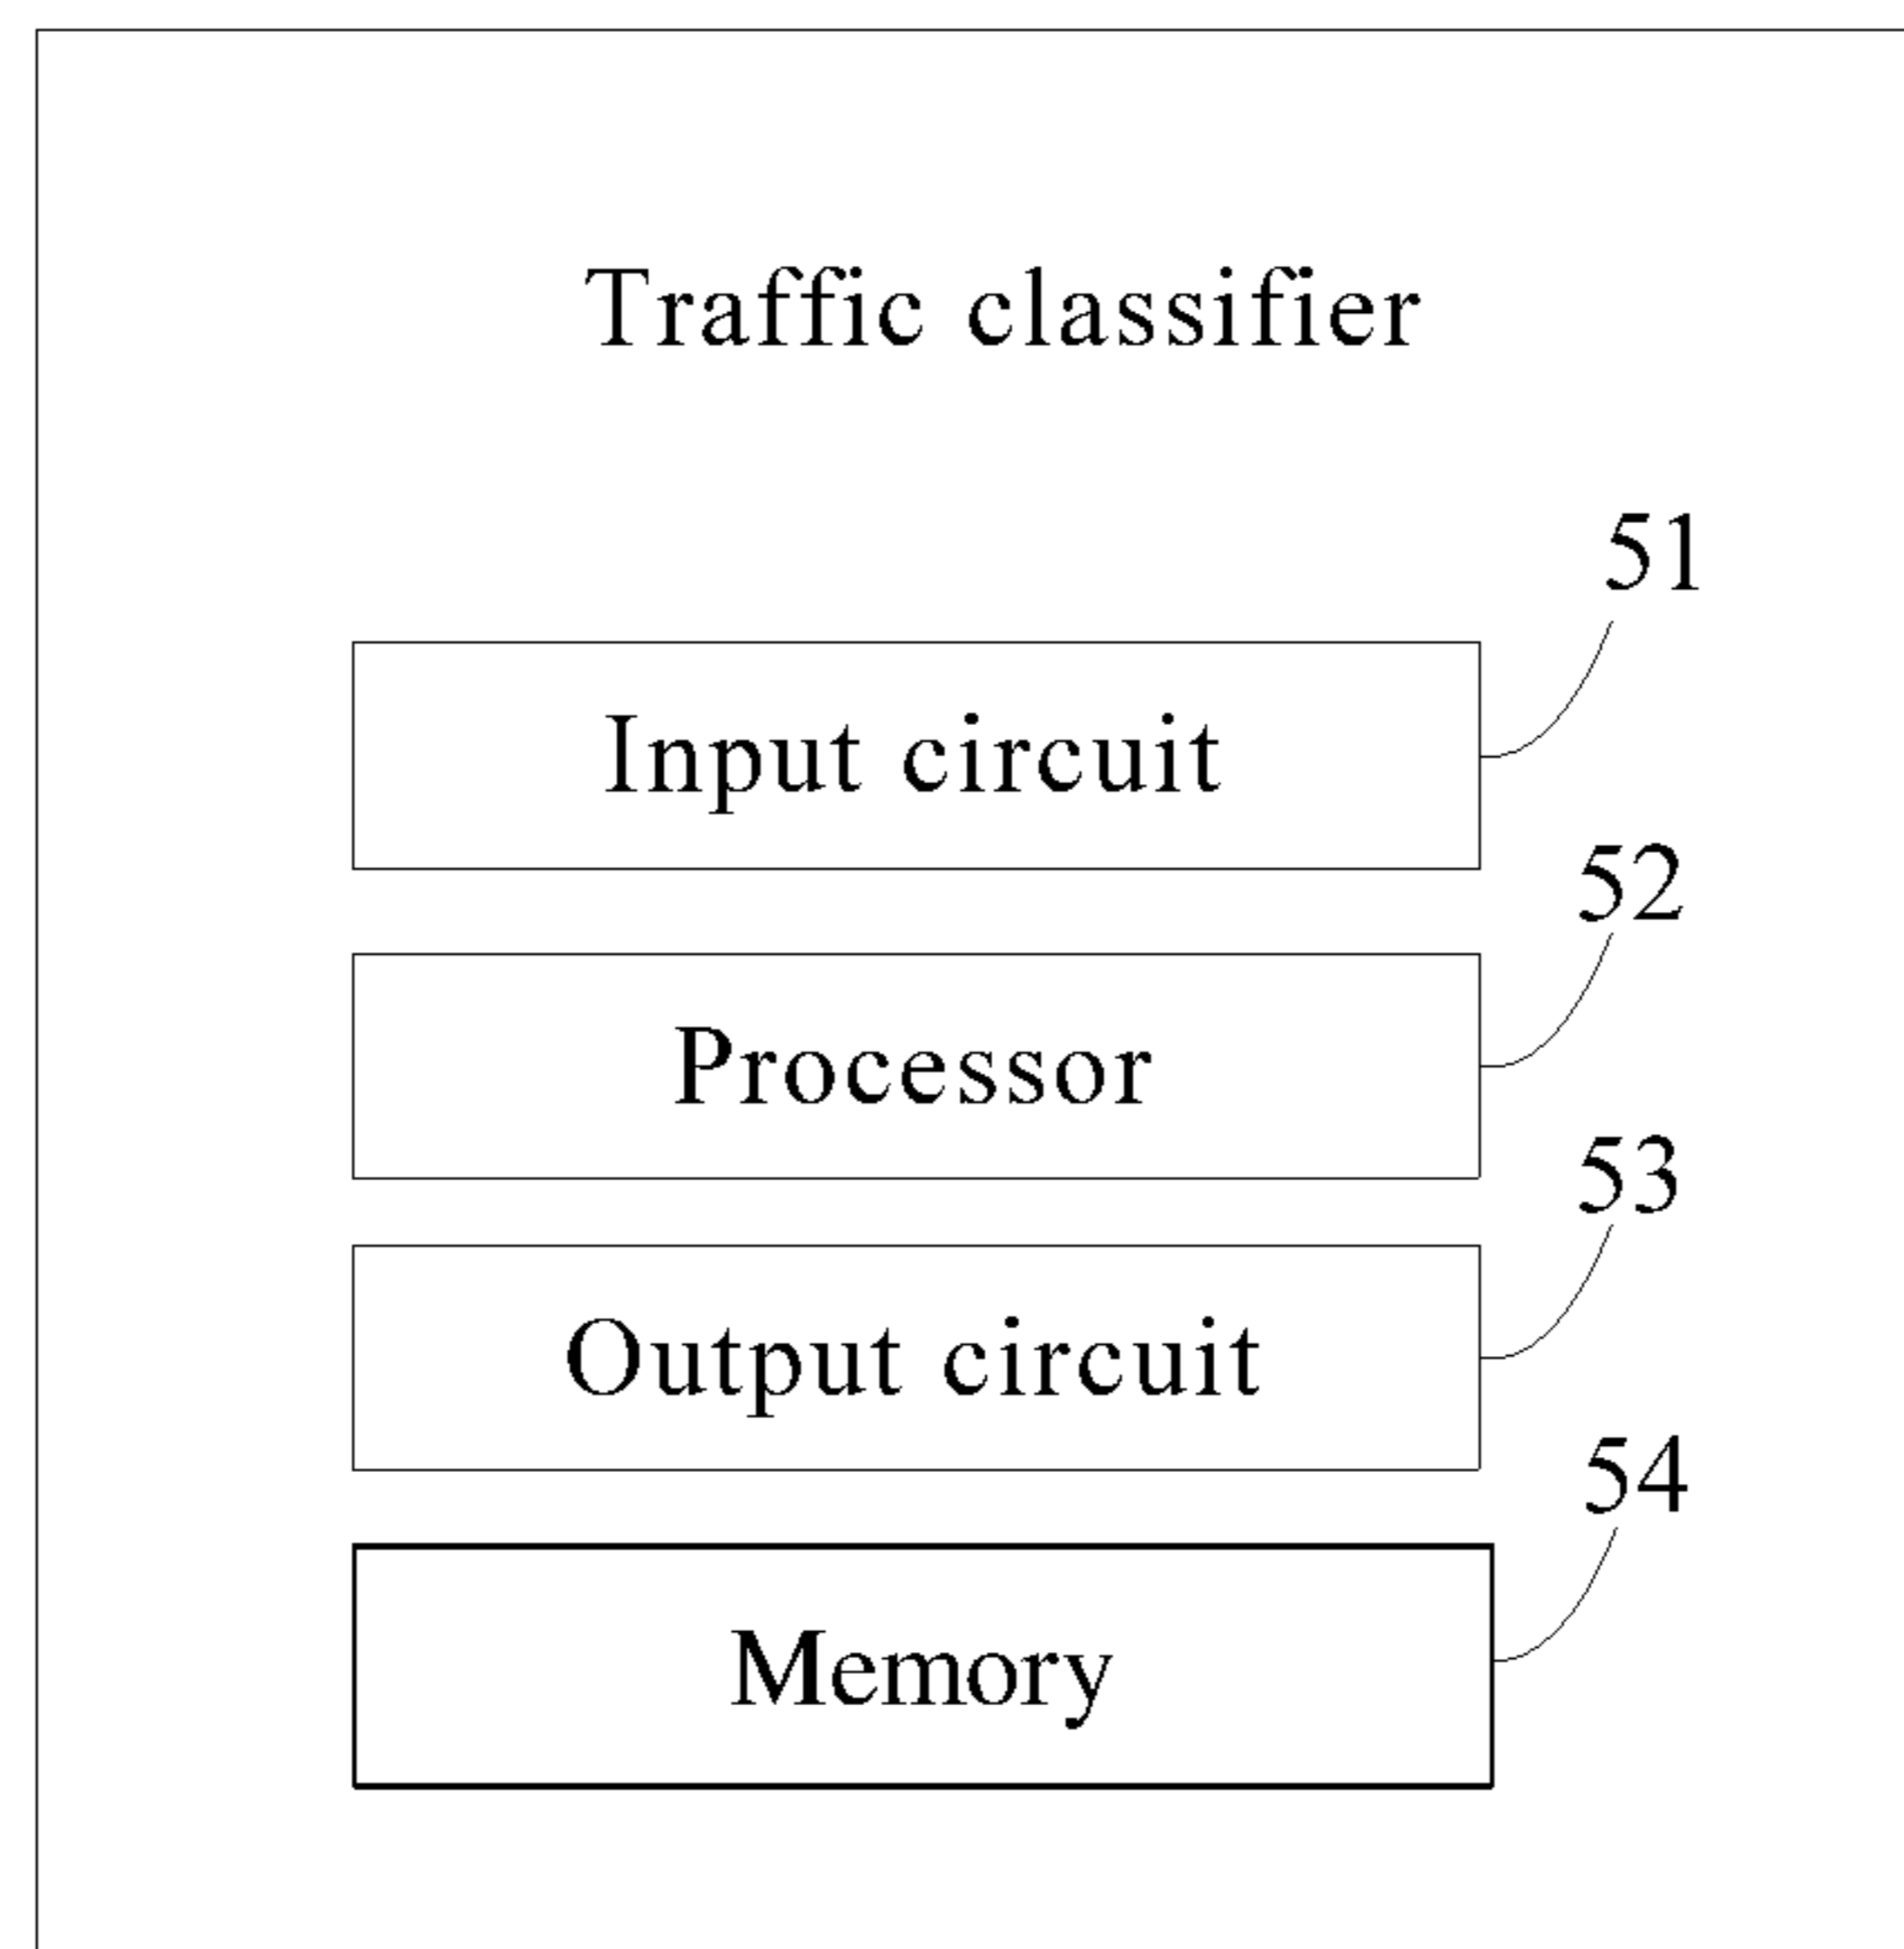 Traffic classifier
51
Input circuit
52
Processor
53
Output circuit
54
Memory